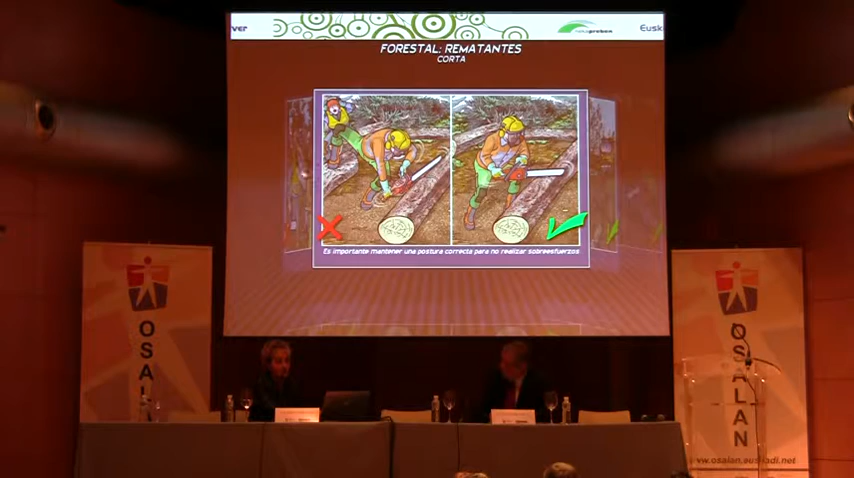 ver
Eusk
FORESTAL: REMATANTES
CORTA
Es importante mantener una postura correcta para no realizar sobreesfuerzos
OSALAN
OSALAN
www.osalan.euskadi.net